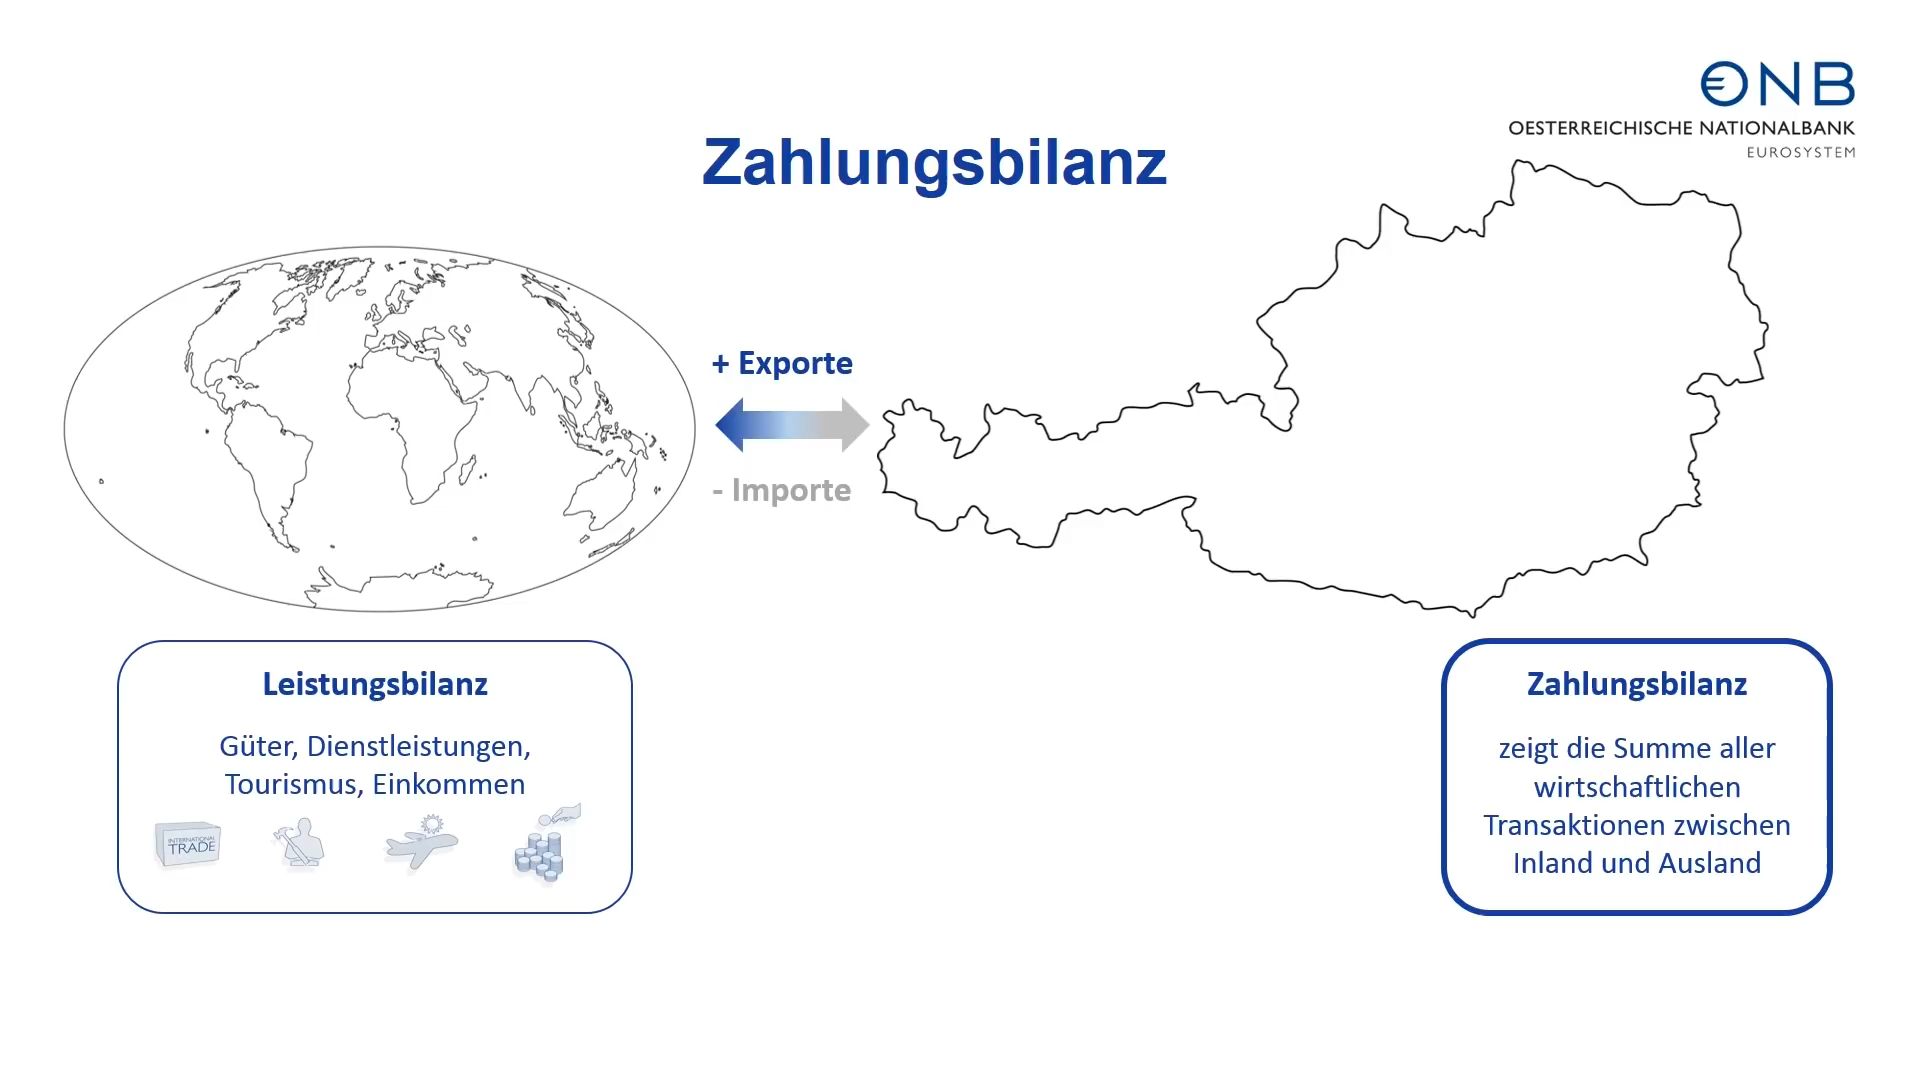 ONB
OESTERREICHISCHE NATIONALBANK
EUROSYSTEM
Zahlungsbilanz
+ Exporte
- Importe
Leistungsbilanz
Güter, Dienstleistungen,
Tourismus, Einkommen
INTERNATIONAL
TRADE
Zahlungsbilanz
zeigt die Summe aller
wirtschaftlichen
Transaktionen zwischen
Inland und Ausland